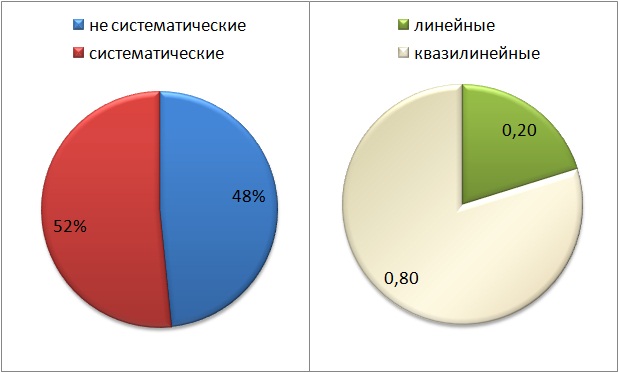 не систематические
систематические
48%
52%
линейные
квазилинейные
0,20
0,80